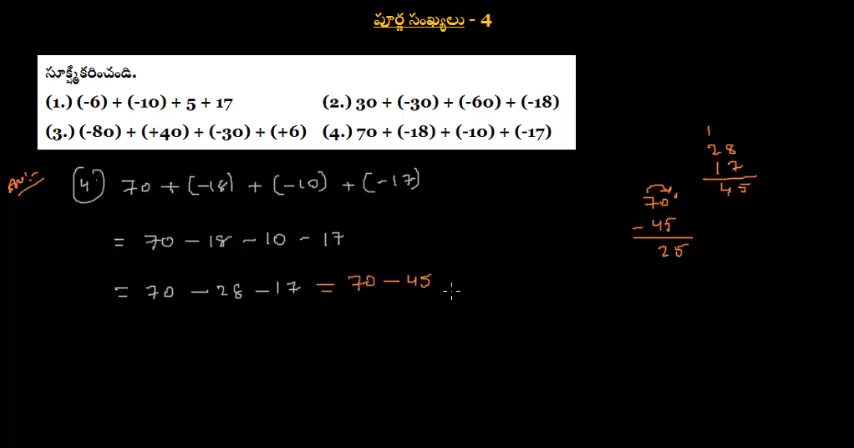 పూర్ణ సంఖ్యలు - 4
సూక్ష్మీకరించండి.
(1.) (-6) + (-10) + 5 + 17 (2.) 30 + (-30) + (-60) + (-18)
(3.) (-80) + (+40) + (-30) + (+6) (4.) 70 + (-18) + (-10) + (-17)
Ans:- (4) 70 + (-18) + (-10) + (-17)
= 70 - 18 - 10 - 17
= 70 - 28 - 17 = 70 - 45
1
28
17
45
70
- 45
25